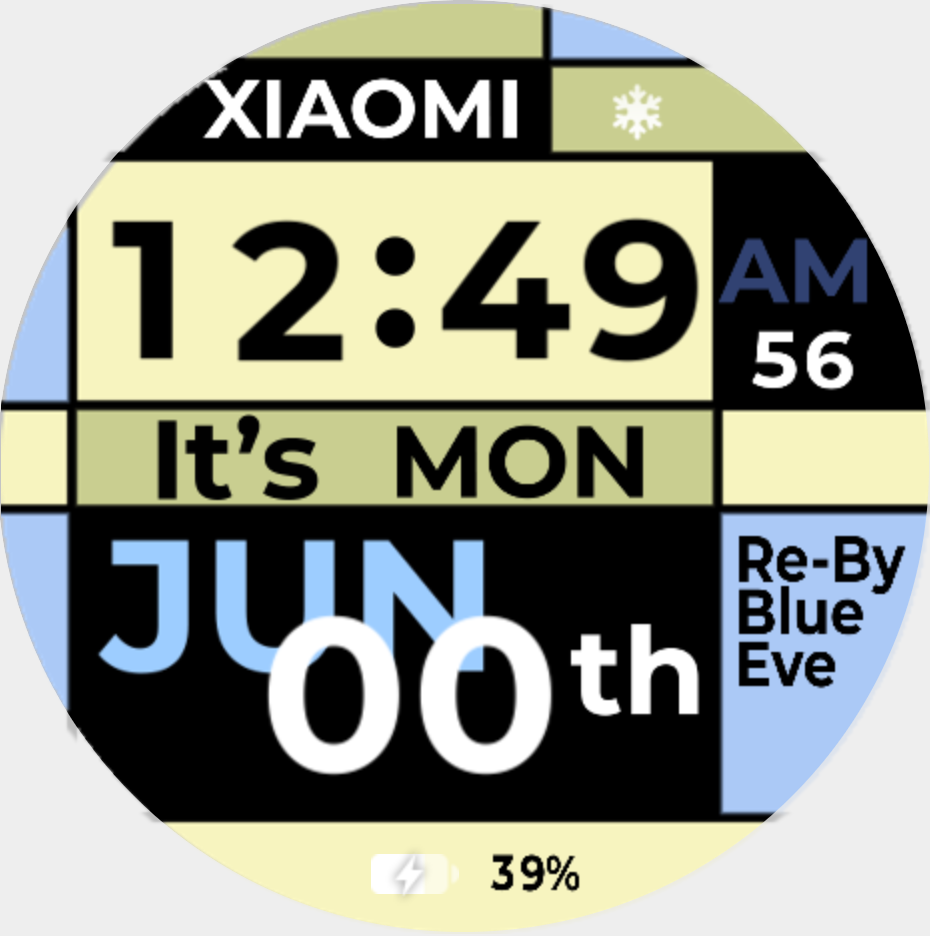 XIAOMI
12:49
AM
56
It’s MON
JUN
00th
Re-By
Blue
Eve
39%